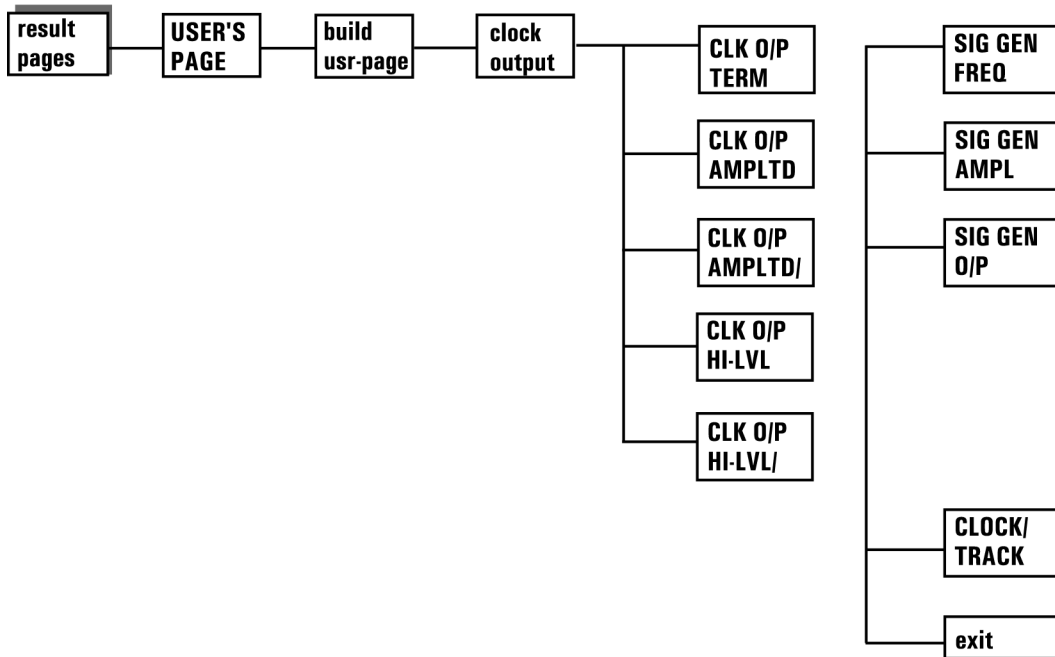 result
pages
USER'S
PAGE
build
usr-page
clock
output
CLK O/P
TERM
CLK O/P
AMPLTD
CLK O/P
AMPLTD/
CLK O/P
HI-LVL
CLK O/P
HI-LVL/
SIG GEN
FREQ
SIG GEN
AMPL
SIG GEN
O/P
CLOCK/
TRACK
exit